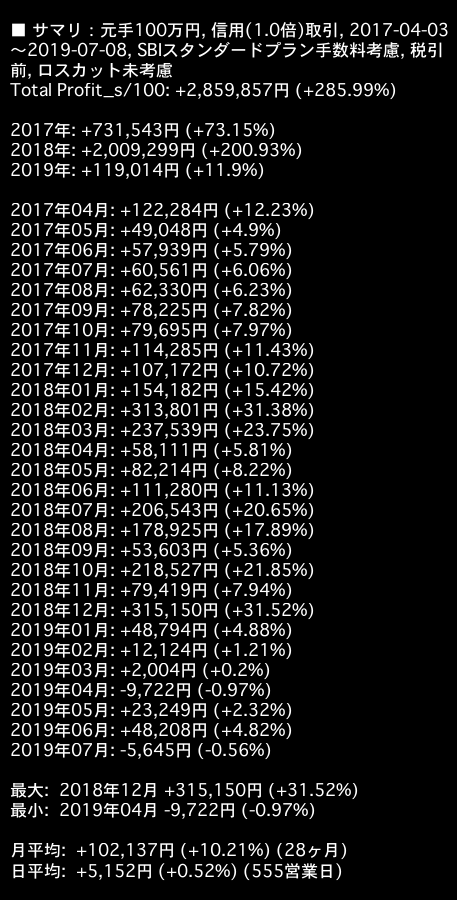 ■ サマリ：元手100万円, 信用(1.0倍)取引, 2017-04-03
〜2019-07-08, SBIスタンダードプラン手数料考慮, 税引
前, ロスカット未考慮
Total Profit_s/100: +2,859,857円 (+285.99%)
2017年: +731,543円 (+73.15%)
2018年: +2,009,299円 (+200.93%)
2019年: +119,014円 (+11.9%)
2017年04月: +122,284円 (+12.23%)
2017年05月: +49,048円 (+4.9%)
2017年06月: +57,939円 (+5.79%)
2017年07月: +60,561円 (+6.06%)
2017年08月: +62,330円 (+6.23%)
2017年09月: +78,225円 (+7.82%)
2017年10月: +79,695円 (+7.97%)
2017年11月: +114,285円 (+11.43%)
2017年12月: +107,172円 (+10.72%)
2018年01月: +154,182円 (+15.42%)
2018年02月: +313,801円 (+31.38%)
2018年03月: +237,539円 (+23.75%)
2018年04月: +58,111円 (+5.81%)
2018年05月: +82,214円 (+8.22%)
2018年06月: +111,280円 (+11.13%)
2018年07月: +206,543円 (+20.65%)
2018年08月: +178,925円 (+17.89%)
2018年09月: +53,603円 (+5.36%)
2018年10月: +218,527円 (+21.85%)
2018年11月: +79,419円 (+7.94%)
2018年12月: +315,150円 (+31.52%)
2019年01月: +48,794円 (+4.88%)
2019年02月: +12,124円 (+1.21%)
2019年03月: +2,004円 (+0.2%)
2019年04月: -9,722円 (-0.97%)
2019年05月: +23,249円 (+2.32%)
2019年06月: +48,208円 (+4.82%)
2019年07月: -5,645円 (-0.56%)
最大: 2018年12月 +315,150円 (+31.52%)
最小: 2019年04月 -9,722円 (-0.97%)
月平均: +102,137円 (+10.21%) (28ヶ月)
日平均: +5,152円 (+0.52%) (555営業日)